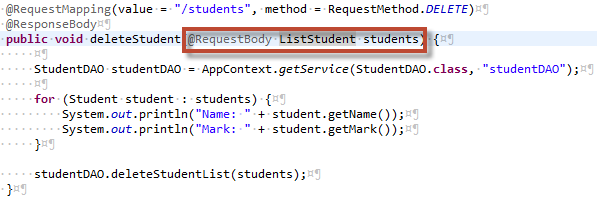 @RequestMapping(value = "/students", method = RequestMethod.DELETE)
@ResponseBody
public void deleteStudent(@RequestBody ListStudent students) {

    StudentDAO studentDAO = AppContext.getService(StudentDAO.class, "studentDAO");

    for (Student student : students) {
        System.out.println("Name: " + student.getName());
        System.out.println("Mark: " + student.getMark());
    }

    studentDAO.deleteStudentList(students);
}